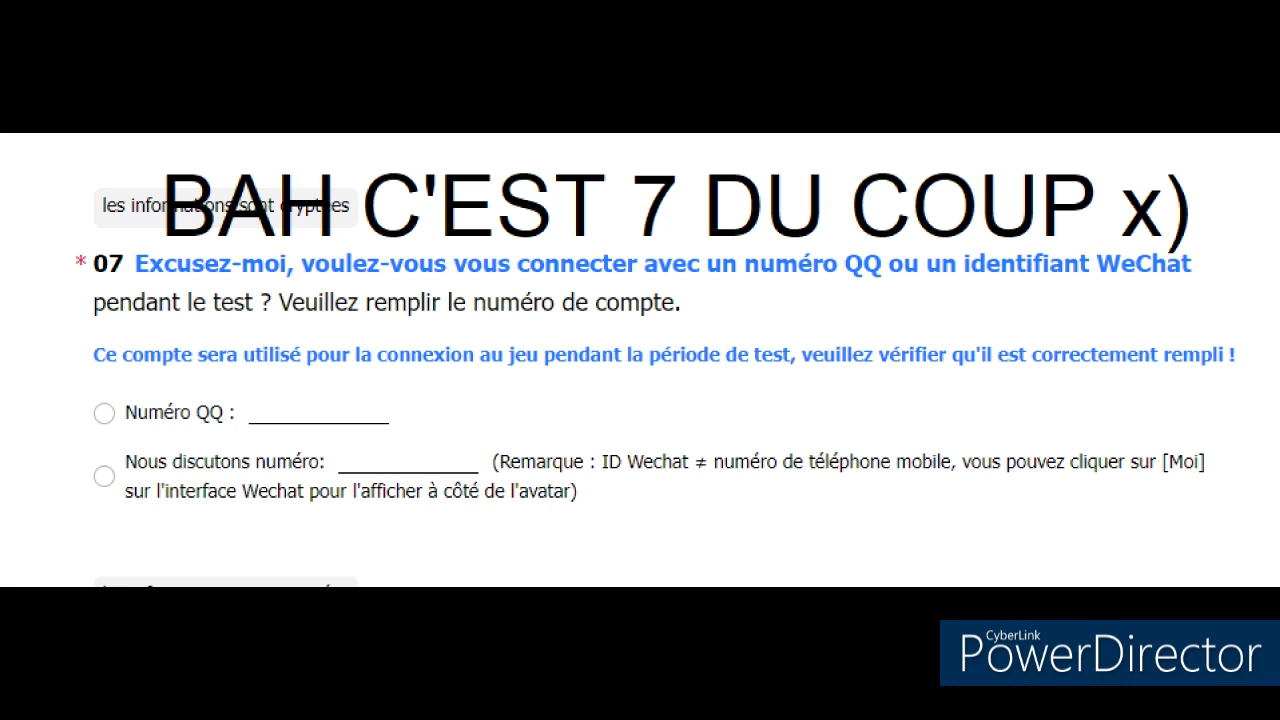 BAH C'EST 7 DU COUP x)
les informations sont cryptées
* 07 Excusez-moi, voulez-vous vous connecter avec un numéro QQ ou un identifiant WeChat
pendant le test ? Veuillez remplir le numéro de compte.
Ce compte sera utilisé pour la connexion au jeu pendant la période de test, veuillez vérifier qu'il est correctement rempli !
Numéro QQ :
Nous discutons numéro: (Remarque : ID Wechat ≠ numéro de téléphone mobile, vous pouvez cliquer sur [Moi]
sur l'interface Wechat pour l'afficher à côté de l'avatar)
CyberLink
PowerDirector